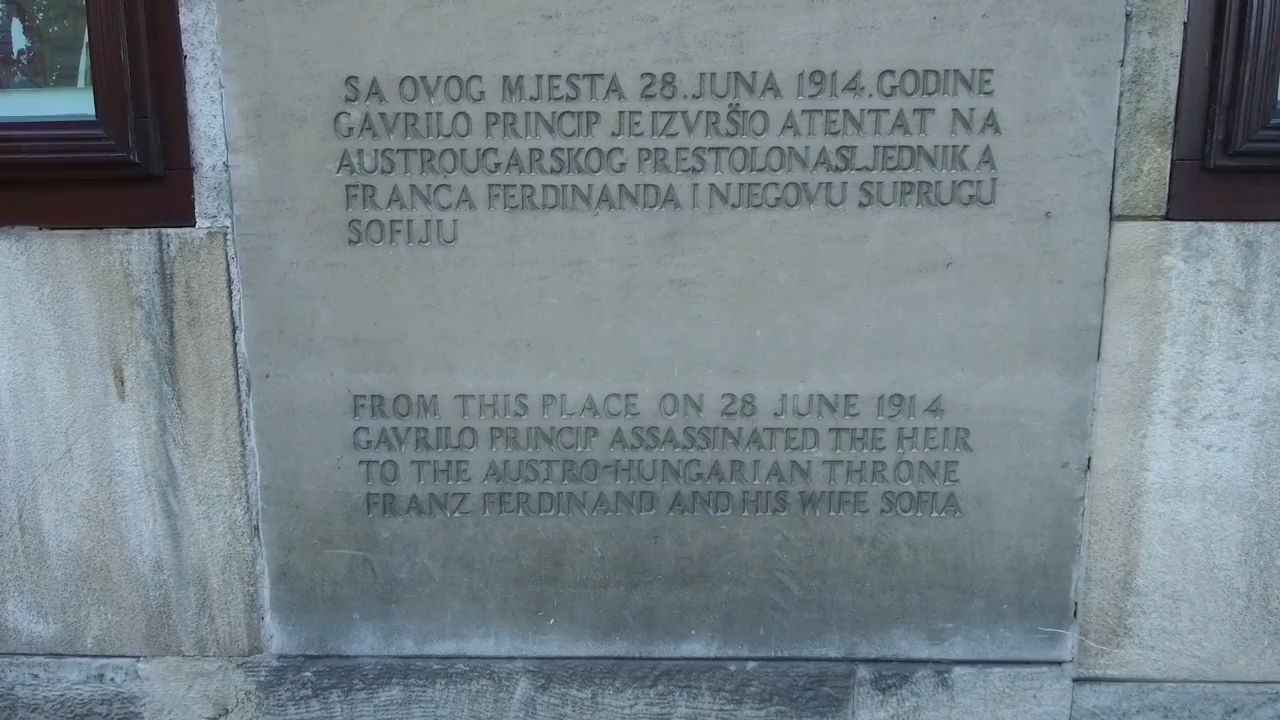 SA OVOG MJESTA 28. JUNA 1914. GODINE
GAVRILO PRINCIP JE IZVRŠIO ATENTAT NA
AUSTROUGARSKOG PRESTOLONASLJEDNIKA
FRANCA FERDINANDA I NJEGOVU SUPRUGU
SOFIJU
FROM THIS PLACE ON 28 JUNE 1914
GAVRILO PRINCIP ASSASSINATED THE HEIR
TO THE AUSTRO-HUNGARIAN THRONE
FRANZ FERDINAND AND HIS WIFE SOFIA